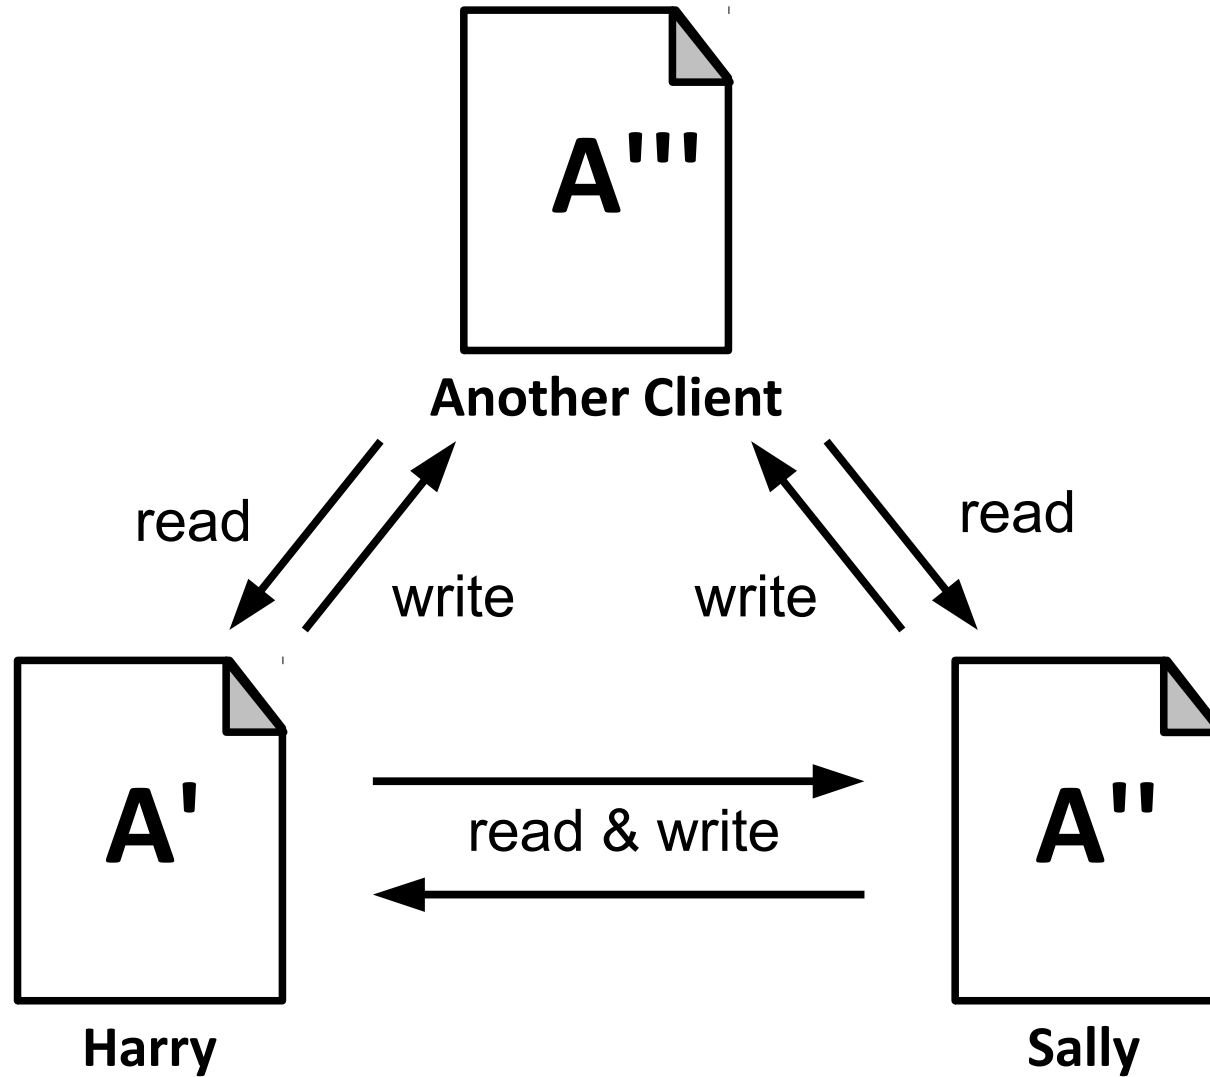 A'''
Another Client
read
read
write
write
A'
A''
read & write
Harry
Sally